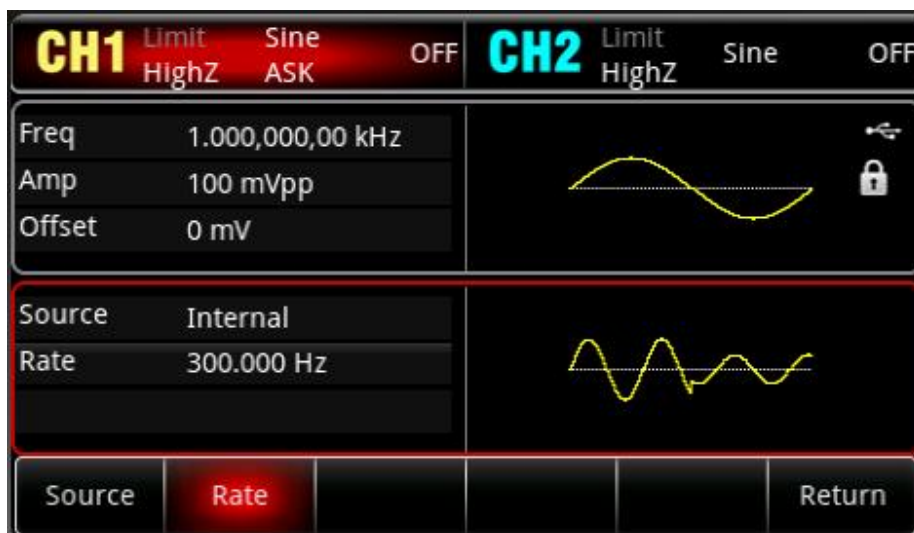 CH1 Limit Sine OFF CH2 Limit Sine OFF
HighZ ASK HighZ
Freq 1.000,000,00 kHz
Amp 100 mVpp
Offset 0 mV
Source Internal
Rate 300.000 Hz
Source Rate Return